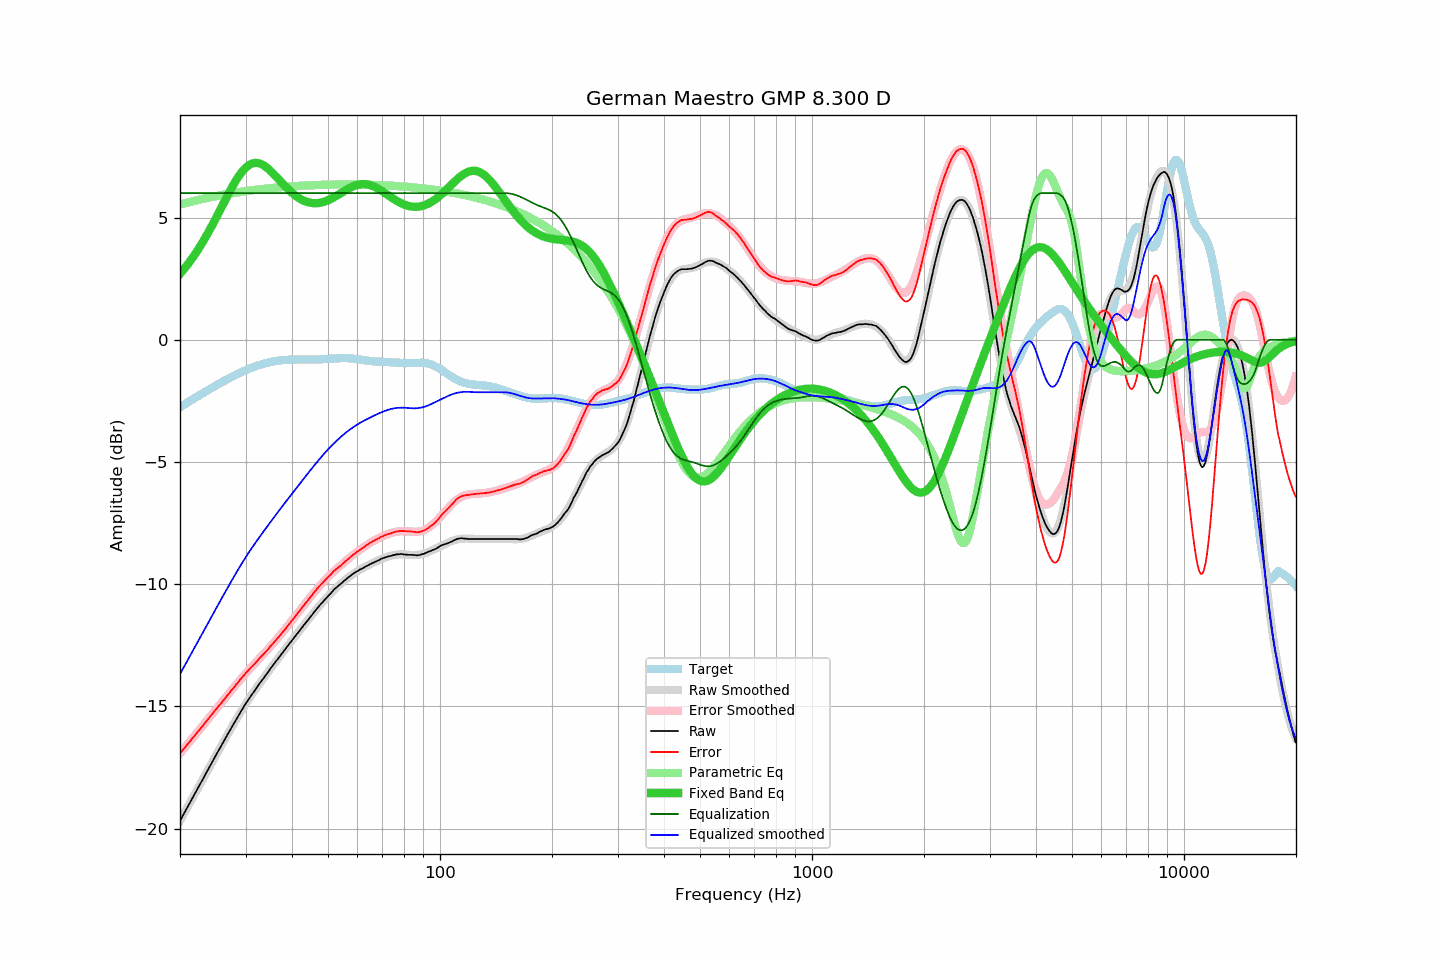 German Maestro GMP 8.300 D
Amplitude (dBr)
5
0
−5
−10
−15
−20
Target
Raw Smoothed
Error Smoothed
Raw
Error
Parametric Eq
Fixed Band Eq
Equalization
Equalized smoothed
100 1000 10000
Frequency (Hz)